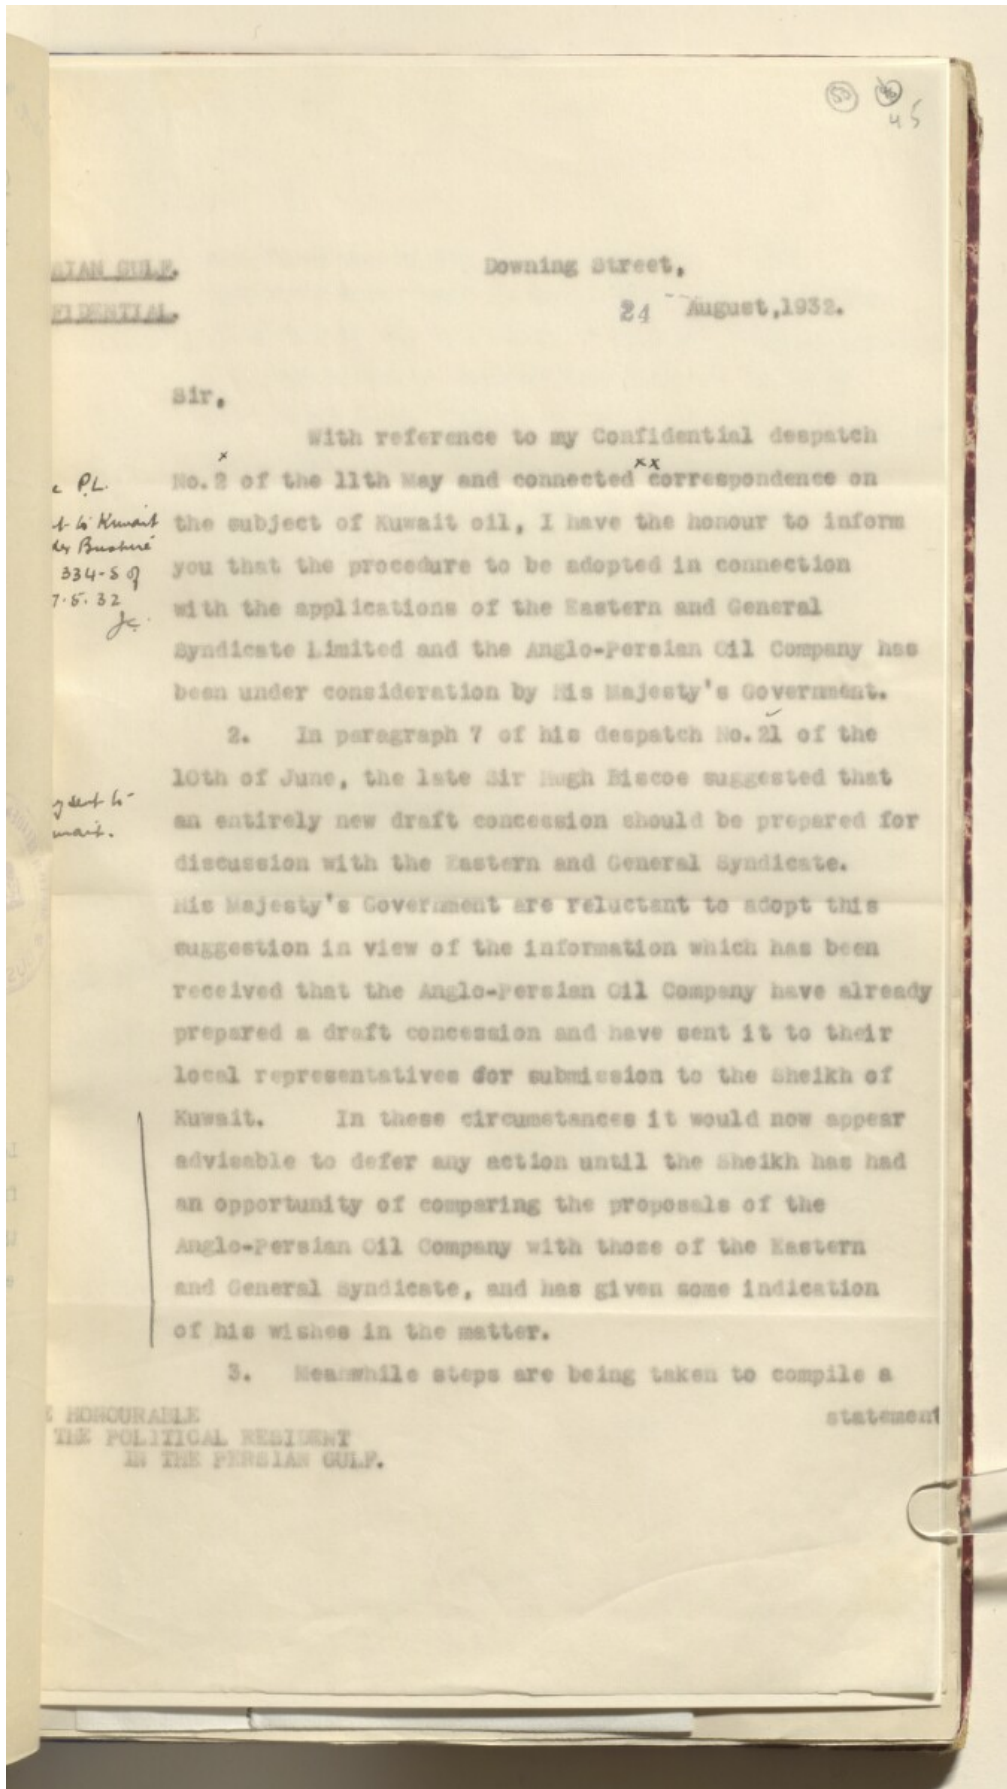 53
45
RIAN GULF.
FIDENTIAL.
Downing Street,
24 August, 1932.
Sir,
With reference to my Confidential despatch
x xx
No.2 of the 11th May and connected correspondence on
the subject of Kuwait oil, I have the honour to inform
you that the procedure to be adopted in connection
with the applications of the Eastern and General
Syndicate Limited and the Anglo-Persian Oil Company has
been under consideration by His Majesty's Government.
P.L.
t to Kuwait
Bushire
334-S of
7.5.32
2. In paragraph 7 of his despatch No.21 of the
10th of June, the late Sir Hugh Biscoe suggested that
an entirely new draft concession should be prepared for
discussion with the Eastern and General Syndicate.
His Majesty's Government are reluctant to adopt this
suggestion in view of the information which has been
received that the Anglo-Persian Oil Company have already
prepared a draft concession and have sent it to their
local representatives for submission to the Sheikh of
Kuwait. In these circumstances it would now appear
advisable to defer any action until the Sheikh has had
an opportunity of comparing the proposals of the
Anglo-Persian Oil Company with those of the Eastern
and General Syndicate, and has given some indication
of his wishes in the matter.
y sent to
uwait.
3. Meanwhile steps are being taken to compile a
statement
E HONOURABLE
THE POLITICAL RESIDENT
IN THE PERSIAN GULF.